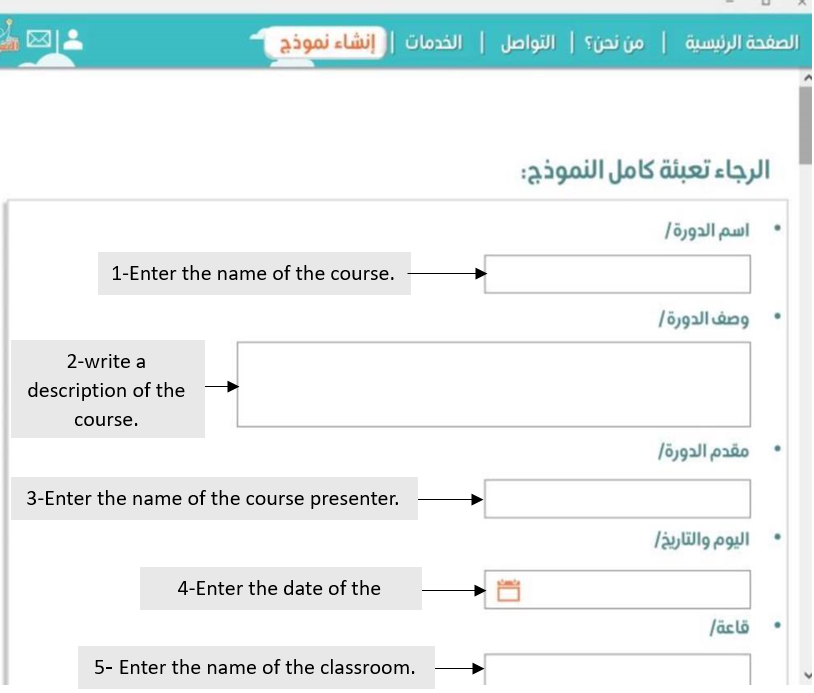 الصفحة الرئيسية | من نحن؟ | التواصل | الخدمات | إنشاء نموذج
الرجاء تعبئة كامل النموذج:
• اسم الدورة/
1-Enter the name of the course.
• وصف الدورة/
2-write a
description of the
course.
• مقدم الدورة/
3-Enter the name of the course presenter.
• اليوم والتاريخ/
4-Enter the date of the
• قاعة/
5- Enter the name of the classroom.